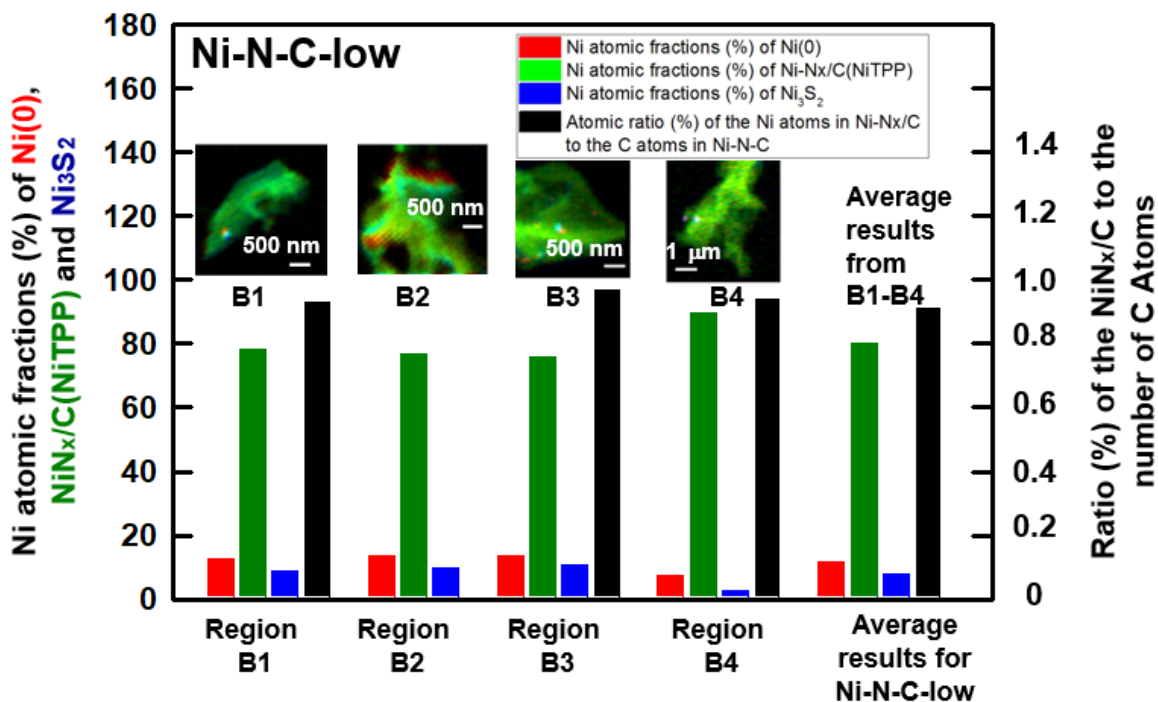 Ni atomic fractions (%) of Ni(0),
NiNx/C(NiTPP) and Ni3S2
180
160
140
120
100
80
60
40
20
0
Ni-N-C-low
Ni atomic fractions (%) of Ni(0)
Ni atomic fractions (%) of Ni-Nx/C(NiTPP)
Ni atomic fractions (%) of Ni3S2
Atomic ratio (%) of the Ni atoms in Ni-Nx/C
to the C atoms in Ni-N-C
500 nm
500 nm
500 nm
1 μm
B1
B2
B3
B4
Average
results
from
B1-B4
1.4
1.2
1.0
0.8
0.6
0.4
0.2
0
Ratio (%) of the NiNx/C to the
number of C Atoms
Region
B1
Region
B2
Region
B3
Region
B4
Average
results for
Ni-N-C-low